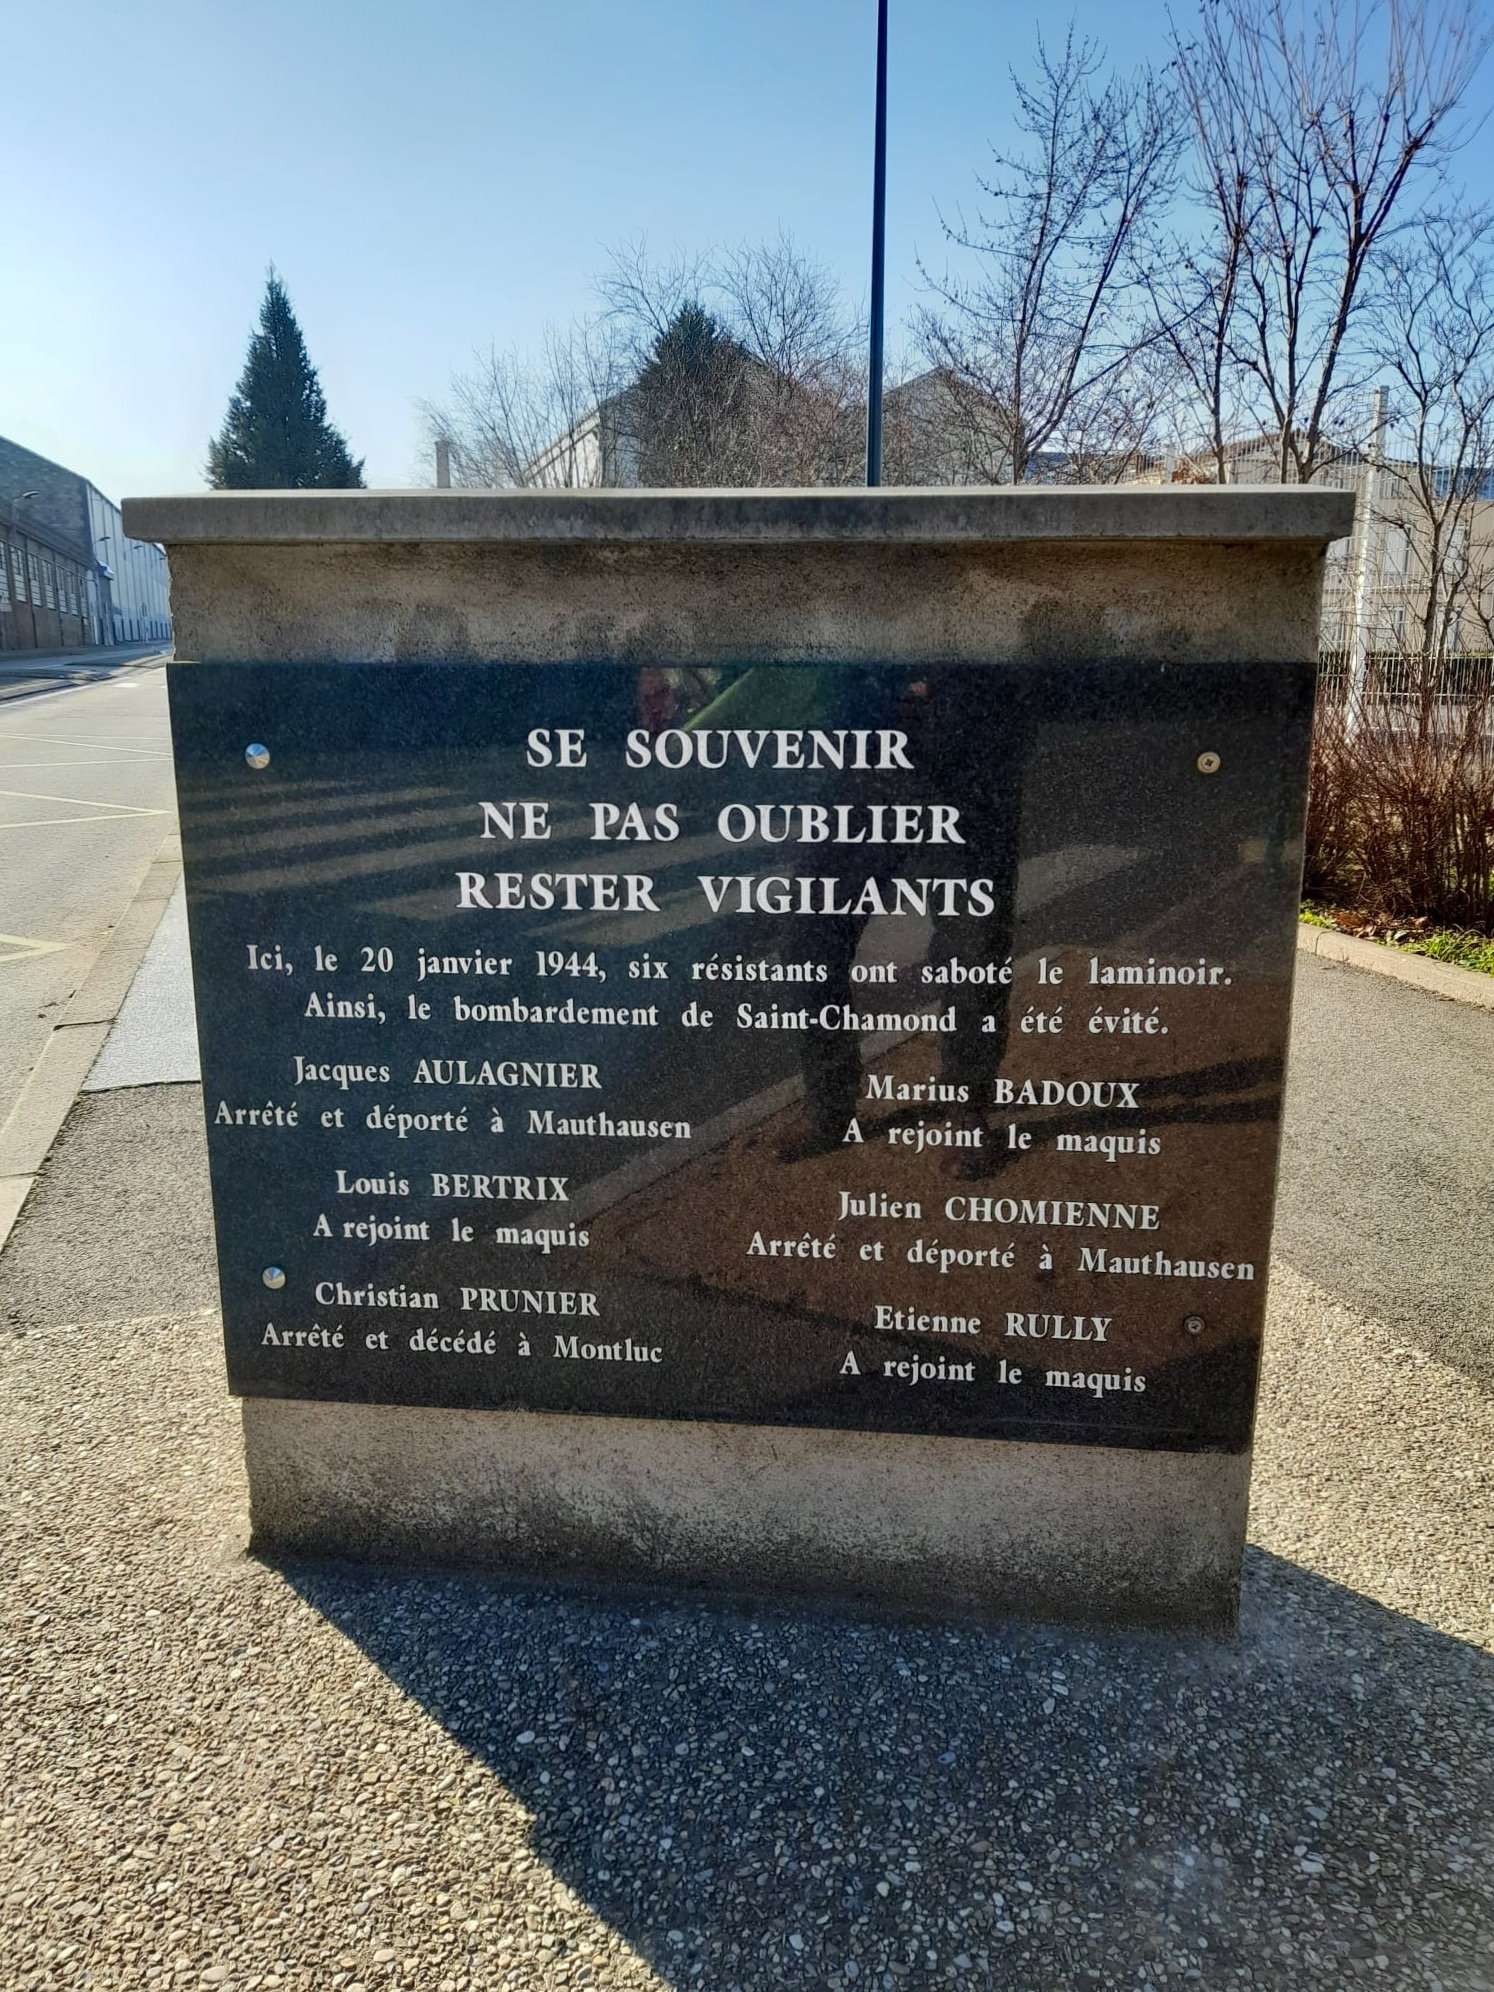 SE SOUVENIR
NE PAS OUBLIER
RESTER VIGILANTS
Ici, le 20 janvier 1944, six résistants ont saboté le laminoir.
Ainsi, le bombardement de Saint-Chamond a été évité.
Jacques AULAGNIER
Arrêté et déporté à Mauthausen
Louis BERTRIX
A rejoint le maquis
Christian PRUNIER
Arrêté et décédé à Montluc
Marius BADOUX
A rejoint le maquis
Julien CHOMIENNE
Arrêté et déporté à Mauthausen
Etienne RULLY
A rejoint le maquis